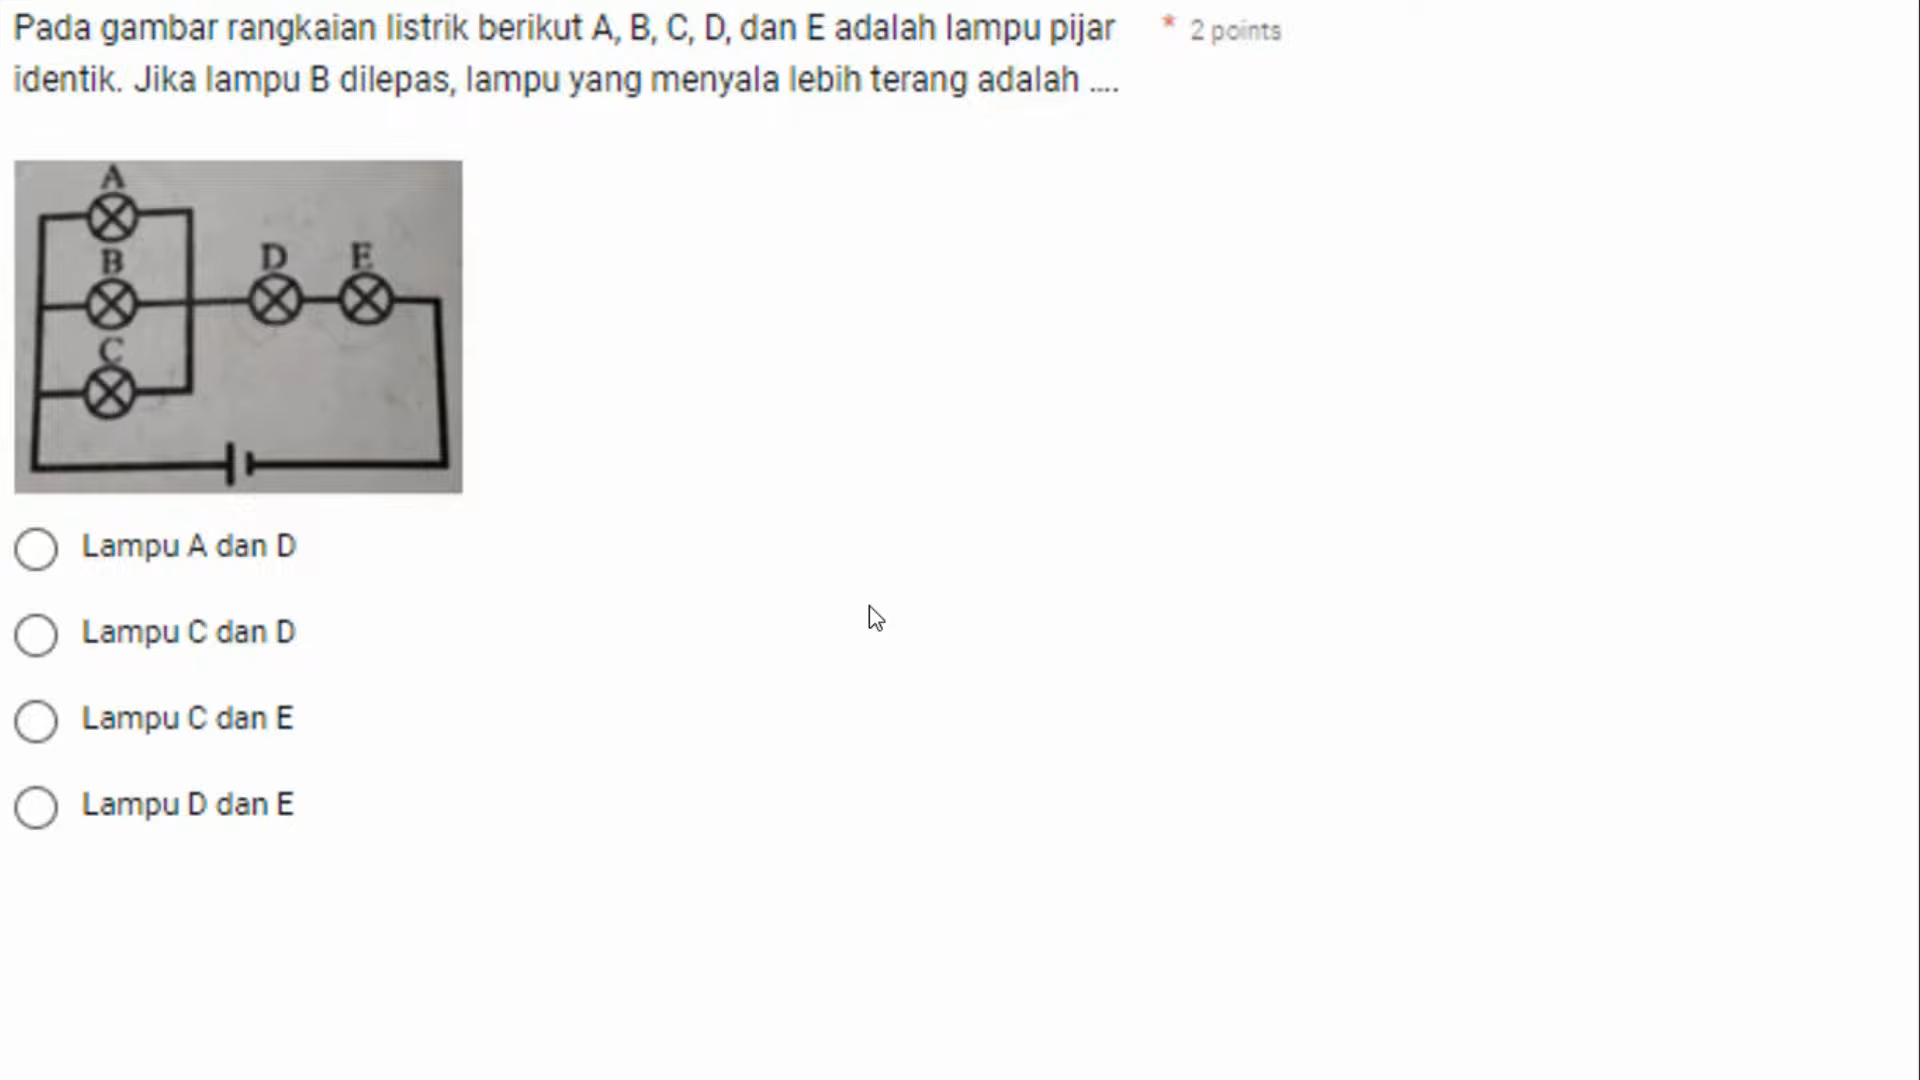 Pada gambar rangkaian listrik berikut A, B, C, D, dan E adalah lampu pijar * 2 points
identik. Jika lampu B dilepas, lampu yang menyala lebih terang adalah ....
A
B
C
D E
Lampu A dan D
Lampu C dan D
Lampu C dan E
Lampu D dan E